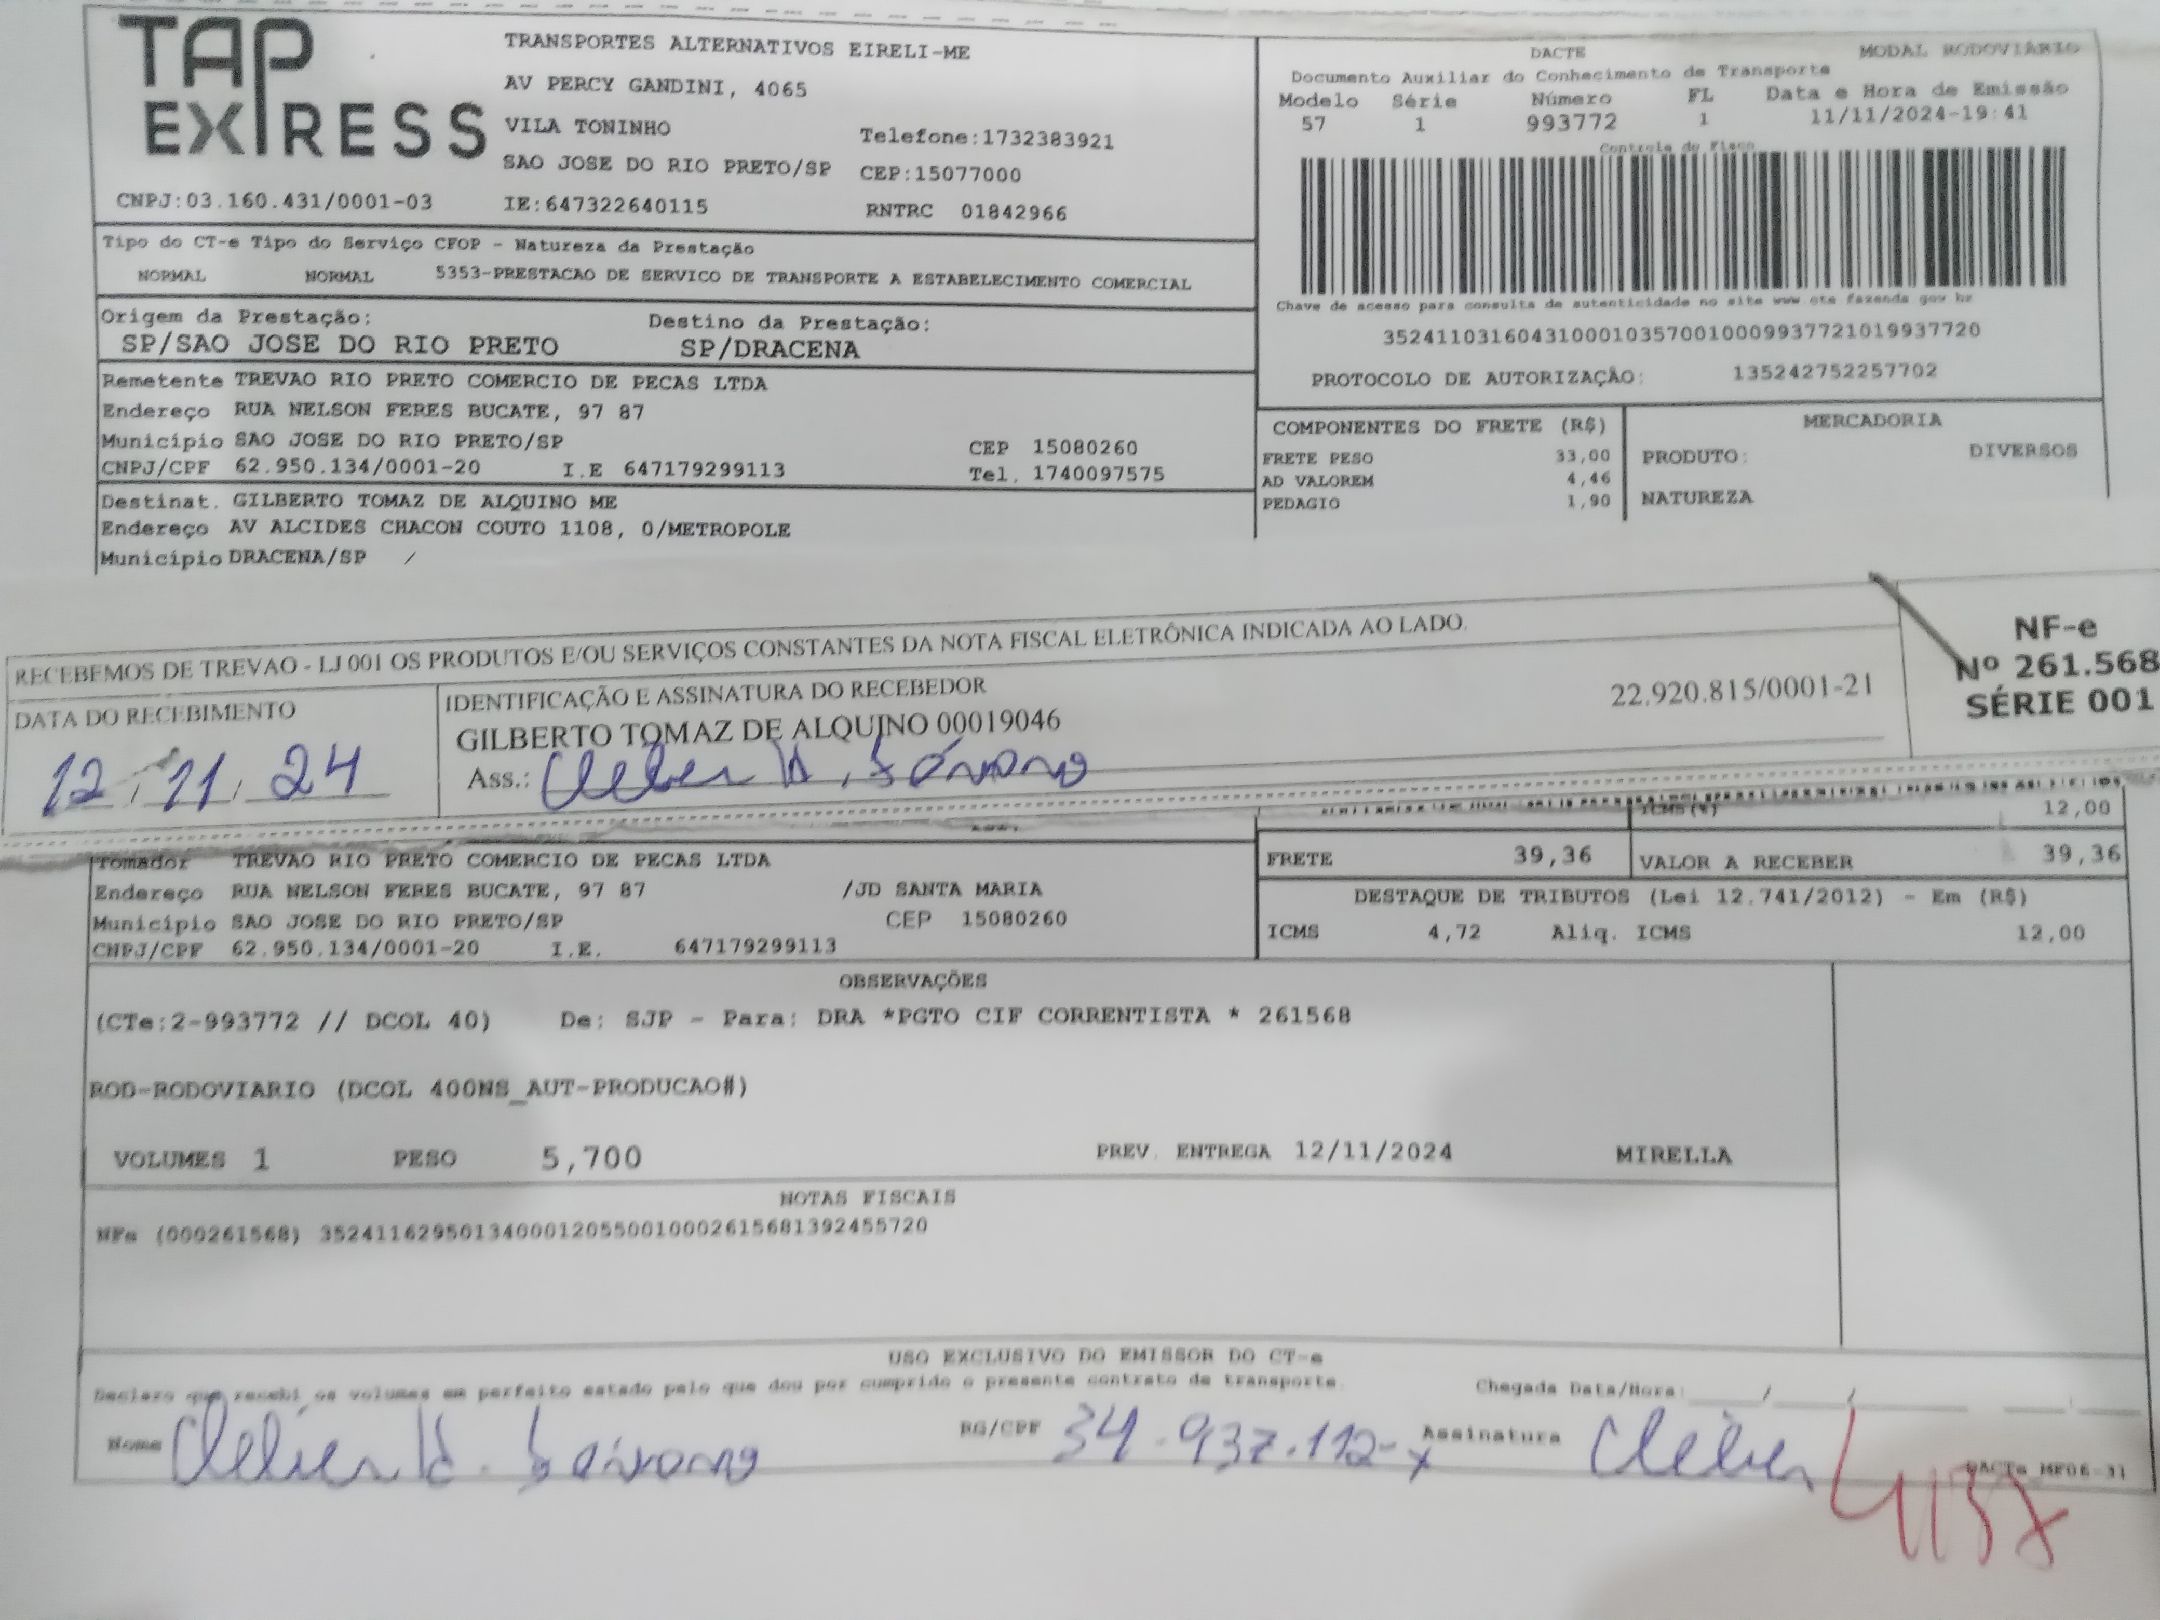 TAP EXPRESS
TRANSPORTES ALTERNATIVOS EIRELI-ME
AV PERCY GANDINI, 4065
VILA TONINHO Telefone:1732383921
SAO JOSE DO RIO PRETO/SP CEP:15077000
CNPJ:03.160.431/0001-03 IE:647322640115 RNTRC 01842966
DACTE MODAL RODOVIÁRIO
Documento Auxiliar do Conhecimento de Transporte
Modelo Série Número FL Data e Hora de Emissão
57 1 993772 1 11/11/2024-19:41
Controle do Fisco
Chave de acesso para consulta de autenticidade no site www cte fazenda gov br
35241103160431000103570010009937721019937720
PROTOCOLO DE AUTORIZAÇÃO: 135242752257702
Tipo do CT-e Tipo do Serviço CFOP - Natureza da Prestação
NORMAL NORMAL 5353-PRESTACAO DE SERVICO DE TRANSPORTE A ESTABELECIMENTO COMERCIAL
Origem da Prestação: Destino da Prestação:
SP/SAO JOSE DO RIO PRETO SP/DRACENA
Remetente TREVAO RIO PRETO COMERCIO DE PECAS LTDA
Endereço RUA NELSON FERES BUCATE, 97 87
Município SAO JOSE DO RIO PRETO/SP CEP 15080260
CNPJ/CPF 62.950.134/0001-20 I.E 647179299113 Tel. 1740097575
Destinat. GILBERTO TOMAZ DE ALQUINO ME
Endereço AV ALCIDES CHACON COUTO 1108, 0/METROPOLE
Município DRACENA/SP /
COMPONENTES DO FRETE (R$)
FRETE PESO 33,00
AD VALOREM 4,46
PEDAGIO 1,90
MERCADORIA
PRODUTO: DIVERSOS
NATUREZA
RECEBEMOS DE TREVAO - LJ 001 OS PRODUTOS E/OU SERVIÇOS CONSTANTES DA NOTA FISCAL ELETRÔNICA INDICADA AO LADO.
DATA DO RECEBIMENTO
12/11/24
IDENTIFICAÇÃO E ASSINATURA DO RECEBEDOR
GILBERTO TOMAZ DE ALQUINO 00019046 22.920.815/0001-21
Ass.: Cleber H.
NF-e
Nº 261.568
SÉRIE 001
ICMS(%) 12,00
Tomador TREVAO RIO PRETO COMERCIO DE PECAS LTDA
Endereço RUA NELSON FERES BUCATE, 97 87 /JD SANTA MARIA
Município SAO JOSE DO RIO PRETO/SP CEP 15080260
CNPJ/CPF 62.950.134/0001-20 I.E. 647179299113
FRETE 39,36 VALOR A RECEBER 39,36
DESTAQUE DE TRIBUTOS (Lei 12.741/2012) - Em (R$)
ICMS 4,72 Aliq. ICMS 12,00
OBSERVAÇÕES
(CTe:2-993772 // DCOL 40) De: SJP - Para: DRA *PGTO CIF CORRENTISTA * 261568
ROD-RODOVIARIO (DCOL 400NS_AUT-PRODUCAO#)
VOLUMES 1 PESO 5,700 PREV. ENTREGA 12/11/2024 MIRELLA
NOTAS FISCAIS
NFs (000261568) 35241162950134000120550010002615681392455720
USO EXCLUSIVO DO EMISSOR DO CT-e
Declaro que recebi os volumes em perfeito estado pelo que dou por cumprido o presente contrato de transporte. Chegada Data/Hora: / /
Nome Cleber H. RG/CPF 34.937.112-x Assinatura Cleber
DACTe MF06-31